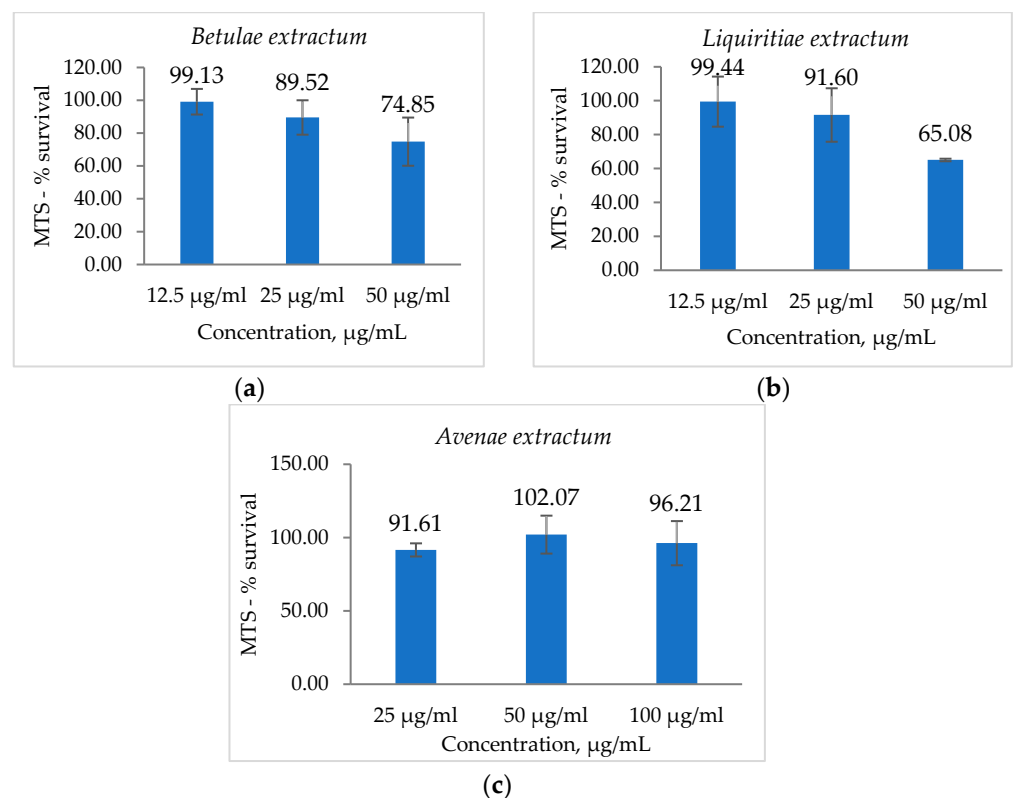 Betulae extractum
MTS - % survival
120.00
100.00
80.00
60.00
40.00
20.00
0.00
99.13
89.52
74.85
12.5 µg/ml 25 µg/ml 50 µg/ml
Concentration, µg/mL
(a)
Liquiritiae extractum
MTS - % survival
120.00
100.00
80.00
60.00
40.00
20.00
0.00
99.44
91.60
65.08
12.5 µg/ml 25 µg/ml 50 µg/ml
Concentration, µg/mL
(b)
Avenae extractum
MTS - % survival
150.00
100.00
50.00
0.00
91.61
102.07
96.21
25 µg/ml 50 µg/ml 100 µg/ml
Concentration, µg/mL
(c)